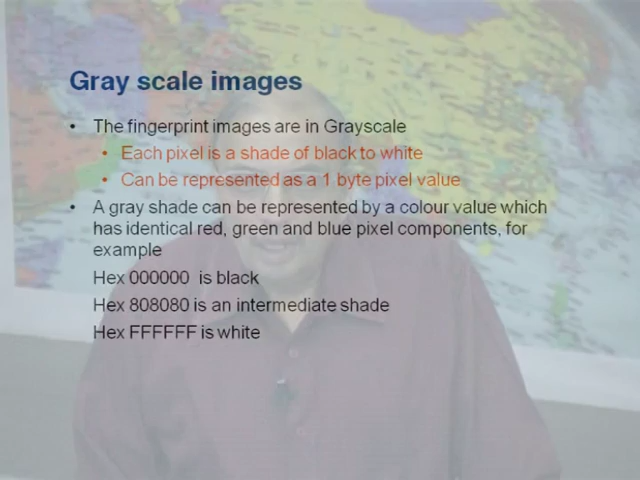 Gray scale images
• The fingerprint images are in Grayscale
• Each pixel is a shade of black to white
• Can be represented as a 1 byte pixel value
• A gray shade can be represented by a colour value which
has identical red, green and blue pixel components, for
example
Hex 000000 is black
Hex 808080 is an intermediate shade
Hex FFFFFF is white